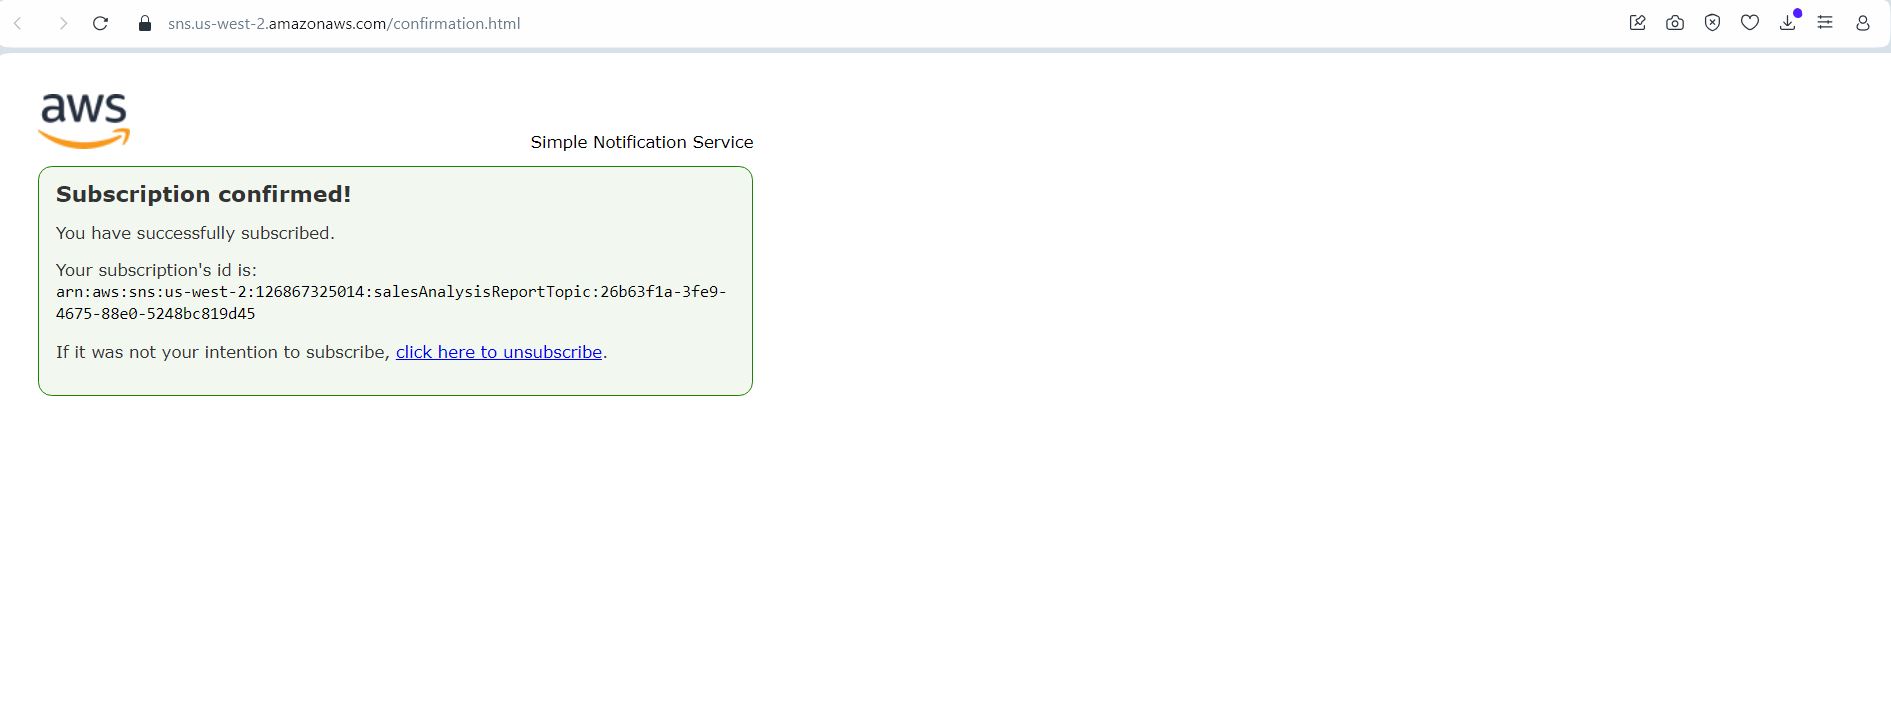 sns.us-west-2.amazonaws.com/confirmation.html
aws
Simple Notification Service
Subscription confirmed!
You have successfully subscribed.
Your subscription's id is:
arn:aws:sns:us-west-2:126867325014:salesAnalysisReportTopic:26b63f1a-3fe9-
4675-88e0-5248bc819d45
If it was not your intention to subscribe, click here to unsubscribe.